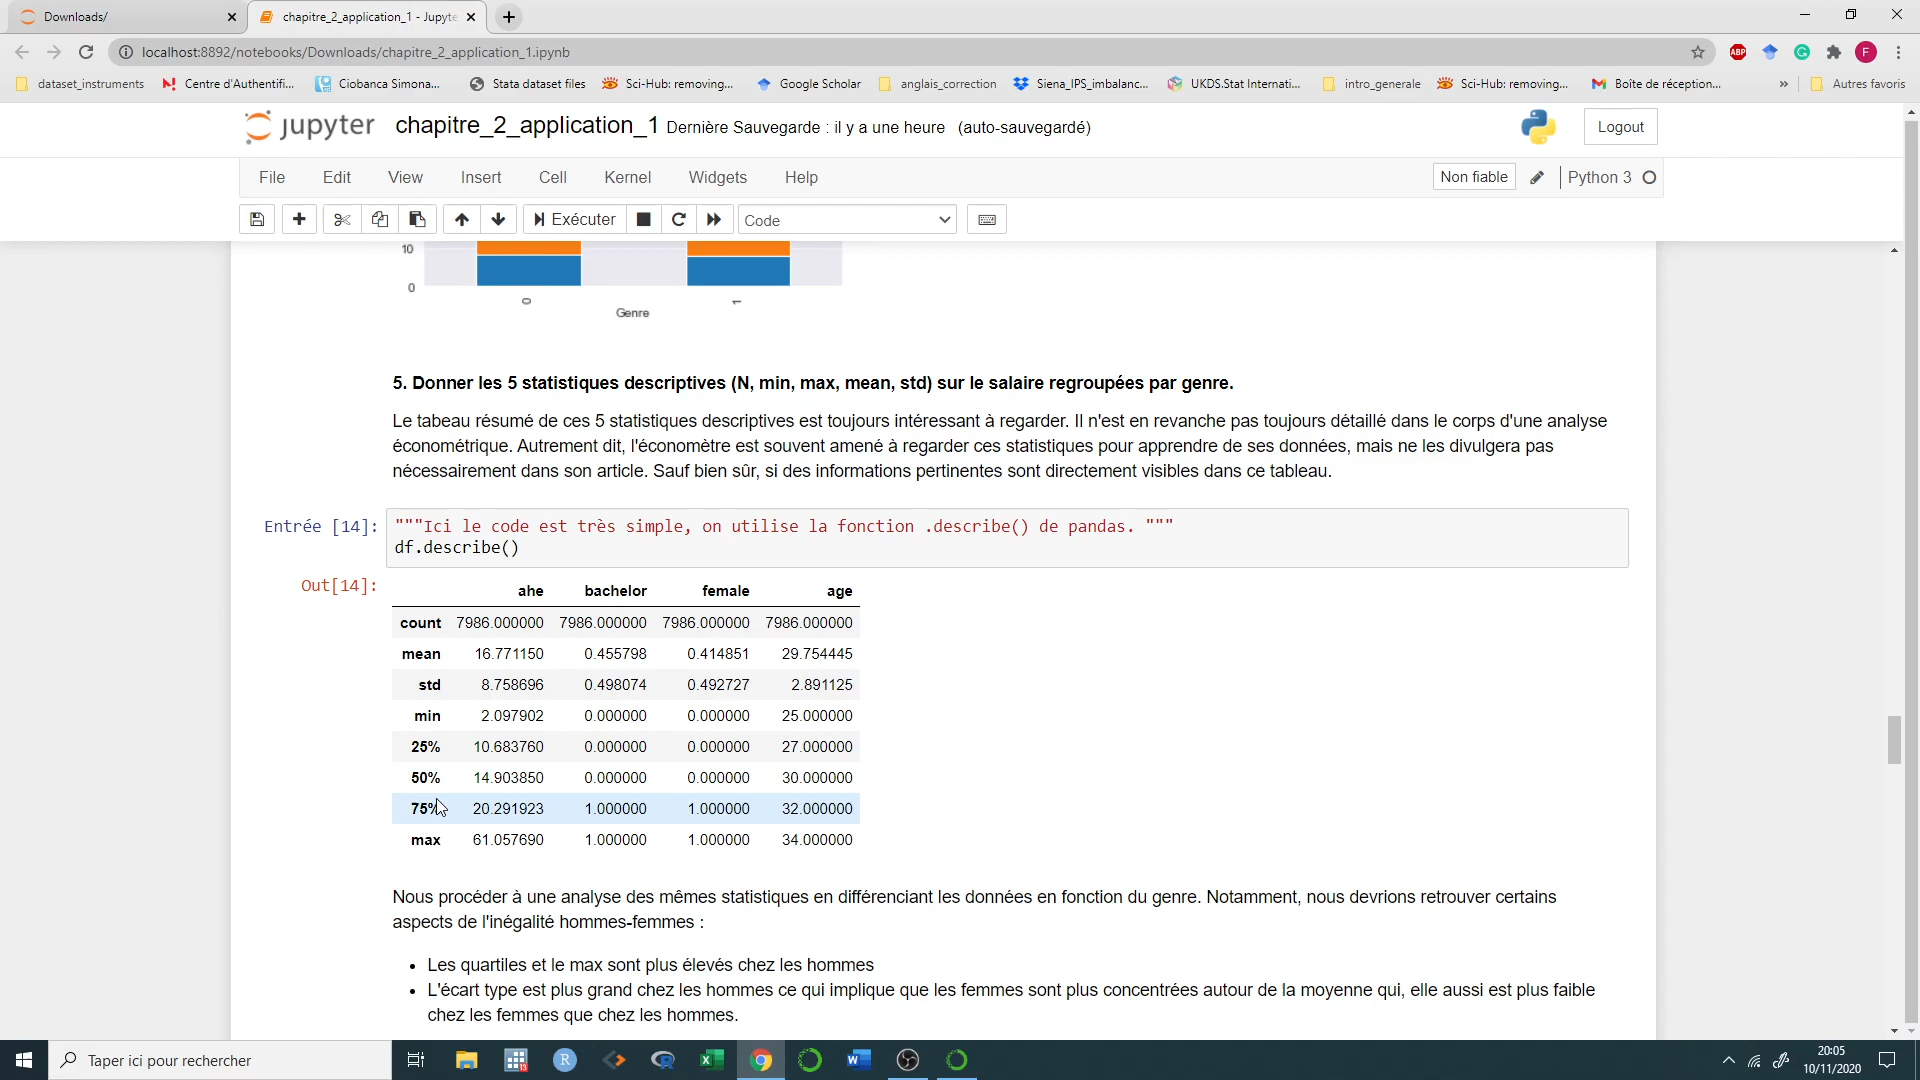 Downloads/
chapitre_2_application_1 - Jupyte
localhost:8892/notebooks/Downloads/chapitre_2_application_1.ipynb
ABP
F
dataset_instruments
Centre d'Authentifi...
Ciobanca Simona...
Stata dataset files
Sci-Hub: removing...
Google Scholar
anglais_correction
Siena_IPS_imbalanc...
UKDS.Stat Internati...
intro_generale
Sci-Hub: removing...
Boîte de réception...
»
Autres favoris
jupyter chapitre_2_application_1 Dernière Sauvegarde : il y a une heure (auto-sauvegardé)
Logout
File Edit View Insert Cell Kernel Widgets Help
Non fiable
Python 3
Exécuter
Code
10
0
0 1
Genre
5. Donner les 5 statistiques descriptives (N, min, max, mean, std) sur le salaire regroupées par genre.
Le tabeau résumé de ces 5 statistiques descriptives est toujours intéressant à regarder. Il n'est en revanche pas toujours détaillé dans le corps d'une analyse
économétrique. Autrement dit, l'économètre est souvent amené à regarder ces statistiques pour apprendre de ses données, mais ne les divulgera pas
nécessairement dans son article. Sauf bien sûr, si des informations pertinentes sont directement visibles dans ce tableau.
Entrée [14]: """Ici le code est très simple, on utilise la fonction .describe() de pandas. """
df.describe()
Out[14]:
ahe bachelor female age
count 7986.000000 7986.000000 7986.000000 7986.000000
mean 16.771150 0.455798 0.414851 29.754445
std 8.758696 0.498074 0.492727 2.891125
min 2.097902 0.000000 0.000000 25.000000
25% 10.683760 0.000000 0.000000 27.000000
50% 14.903850 0.000000 0.000000 30.000000
75% 20.291923 1.000000 1.000000 32.000000
max 61.057690 1.000000 1.000000 34.000000
Nous procéder à une analyse des mêmes statistiques en différenciant les données en fonction du genre. Notamment, nous devrions retrouver certains
aspects de l'inégalité hommes-femmes :
• Les quartiles et le max sont plus élevés chez les hommes
• L'écart type est plus grand chez les hommes ce qui implique que les femmes sont plus concentrées autour de la moyenne qui, elle aussi est plus faible
chez les femmes que chez les hommes.
Taper ici pour rechercher
20:05
10/11/2020